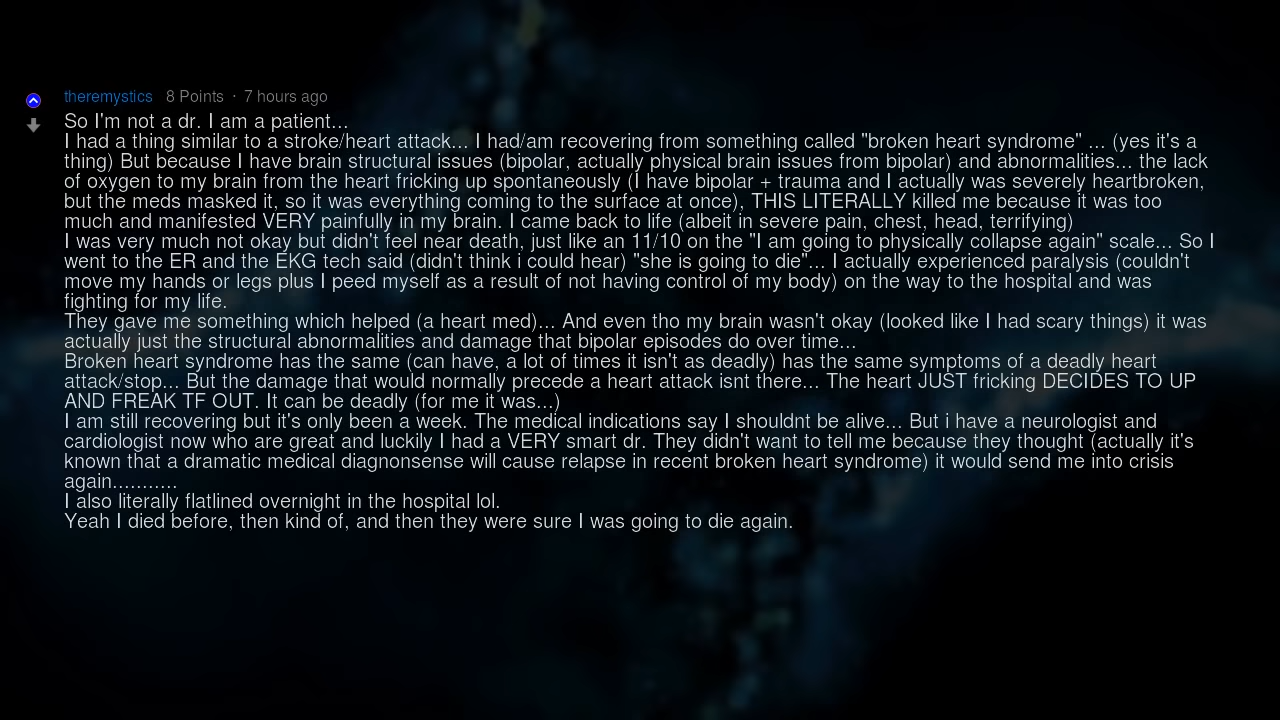 theremystics 8 Points · 7 hours ago
So I'm not a dr. I am a patient...
I had a thing similar to a stroke/heart attack... I had/am recovering from something called "broken heart syndrome" ... (yes it's a
thing) But because I have brain structural issues (bipolar, actually physical brain issues from bipolar) and abnormalities... the lack
of oxygen to my brain from the heart fricking up spontaneously (I have bipolar + trauma and I actually was severely heartbroken,
but the meds masked it, so it was everything coming to the surface at once), THIS LITERALLY killed me because it was too
much and manifested VERY painfully in my brain. I came back to life (albeit in severe pain, chest, head, terrifying)
I was very much not okay but didn't feel near death, just like an 11/10 on the "I am going to physically collapse again" scale... So I
went to the ER and the EKG tech said (didn't think i could hear) "she is going to die"... I actually experienced paralysis (couldn't
move my hands or legs plus I peed myself as a result of not having control of my body) on the way to the hospital and was
fighting for my life.
They gave me something which helped (a heart med)... And even tho my brain wasn't okay (looked like I had scary things) it was
actually just the structural abnormalities and damage that bipolar episodes do over time...
Broken heart syndrome has the same (can have, a lot of times it isn't as deadly) has the same symptoms of a deadly heart
attack/stop... But the damage that would normally precede a heart attack isnt there... The heart JUST fricking DECIDES TO UP
AND FREAK TF OUT. It can be deadly (for me it was...)
I am still recovering but it's only been a week. The medical indications say I shouldnt be alive... But i have a neurologist and
cardiologist now who are great and luckily I had a VERY smart dr. They didn't want to tell me because they thought (actually it's
known that a dramatic medical diagnonsense will cause relapse in recent broken heart syndrome) it would send me into crisis
again...........
I also literally flatlined overnight in the hospital lol.
Yeah I died before, then kind of, and then they were sure I was going to die again.